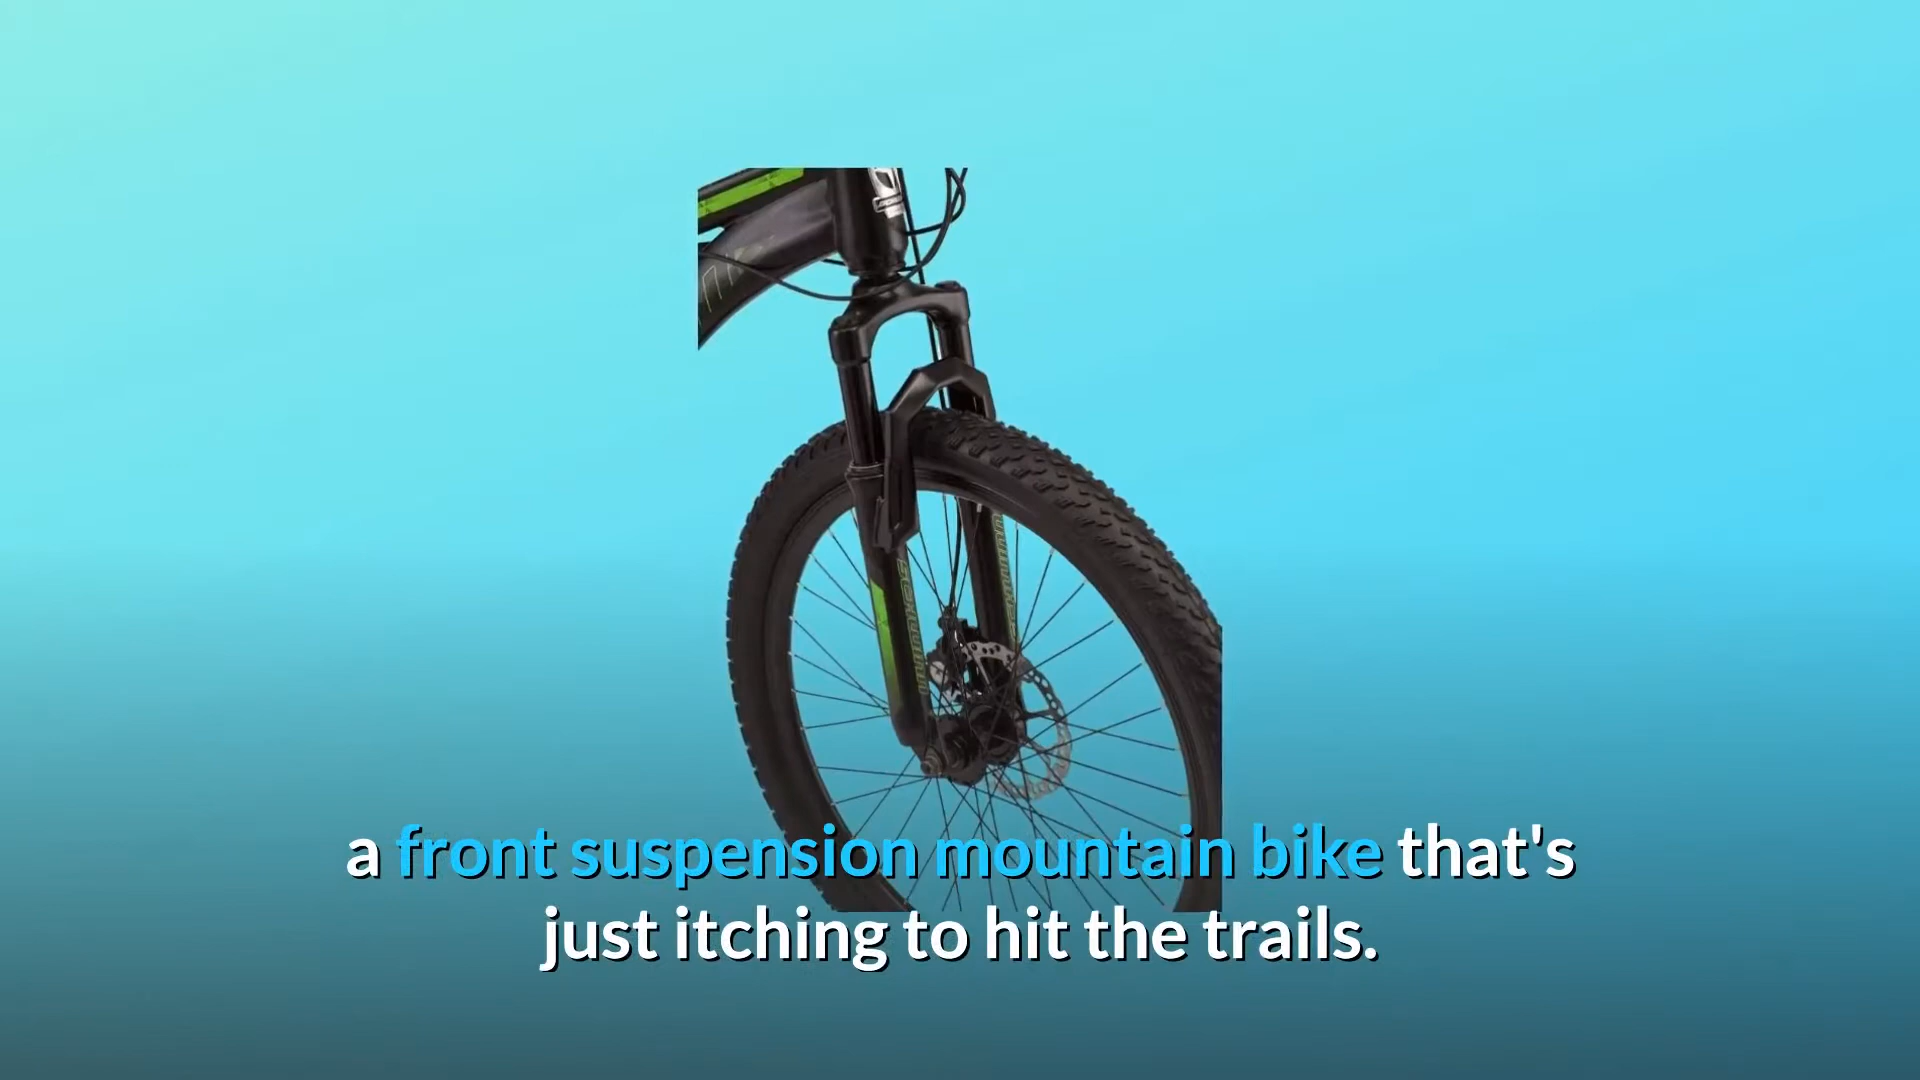 a front suspension mountain bike that's
just itching to hit the trails.